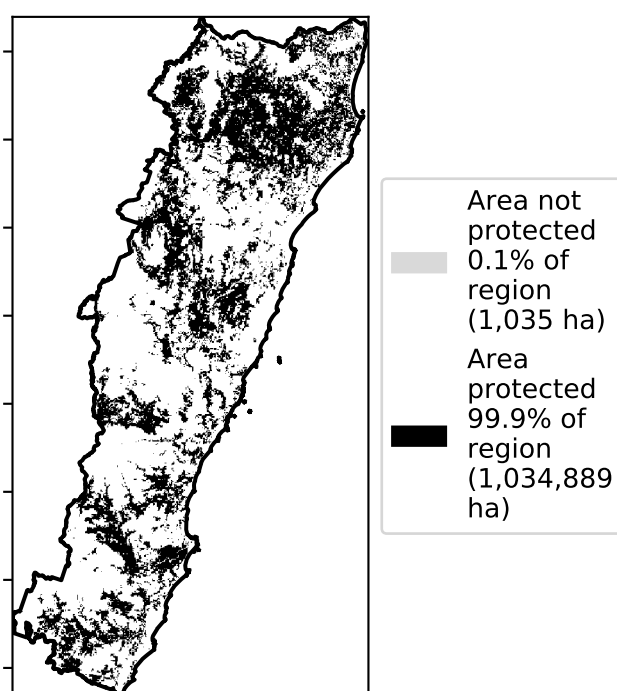 Area not
protected
0.1% of
region
(1,035 ha)
Area
protected
99.9% of
region
(1,034,889
ha)